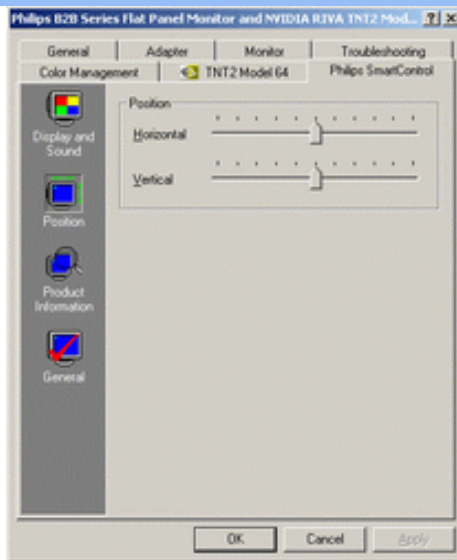 Philips B2B Series Flat Panel Monitor and NVIDIA RIVA TNT2 Mod...
General Adapter Monitor Troubleshooting
Color Management TNT2 Model 64 Philips SmartControl
Display and
Sound
Position
Product
Information
General
Position
Horizontal
Vertical
OK Cancel Apply